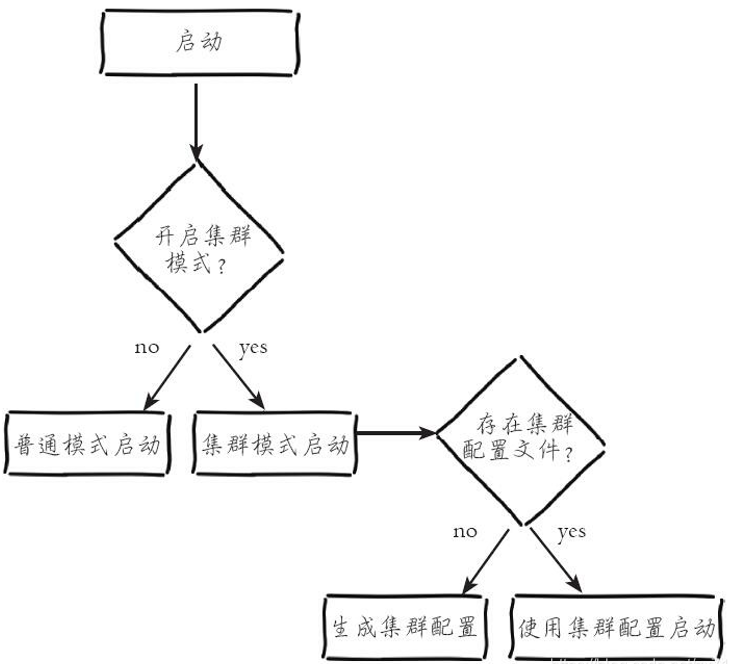 启动
开启集群
模式?
no
yes
普通模式启动
集群模式启动
存在集群
配置文件?
no
yes
生成集群配置
使用集群配置启动